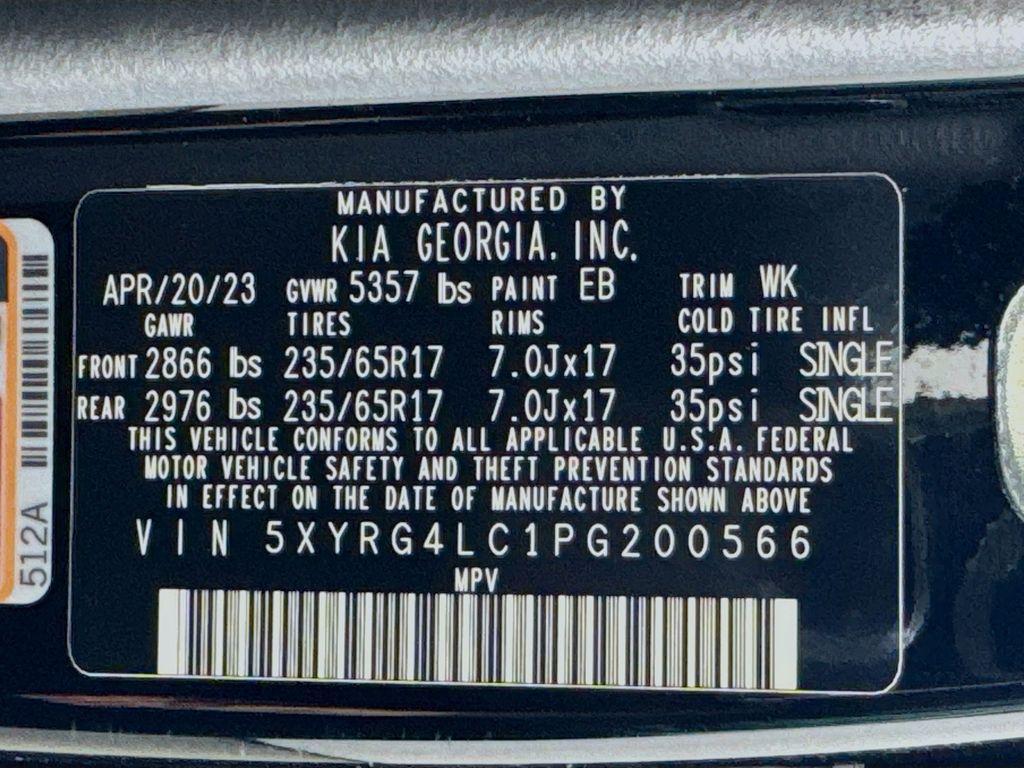 MANUFACTURED BY
KIA GEORGIA. INC.
APR/20/23 GVWR 5357 lbs PAINT EB TRIM WK
GAWR TIRES RIMS COLD TIRE INFL
FRONT 2866 lbs 235/65R17 7.0Jx17 35psi SINGLE
REAR 2976 lbs 235/65R17 7.0Jx17 35psi SINGLE
THIS VEHICLE CONFORMS TO ALL APPLICABLE U.S.A. FEDERAL
MOTOR VEHICLE SAFETY AND THEFT PREVENTION STANDARDS
IN EFFECT ON THE DATE OF MANUFACTURE SHOWN ABOVE
VIN 5XYRG4LC1PG200566
MPV
512A